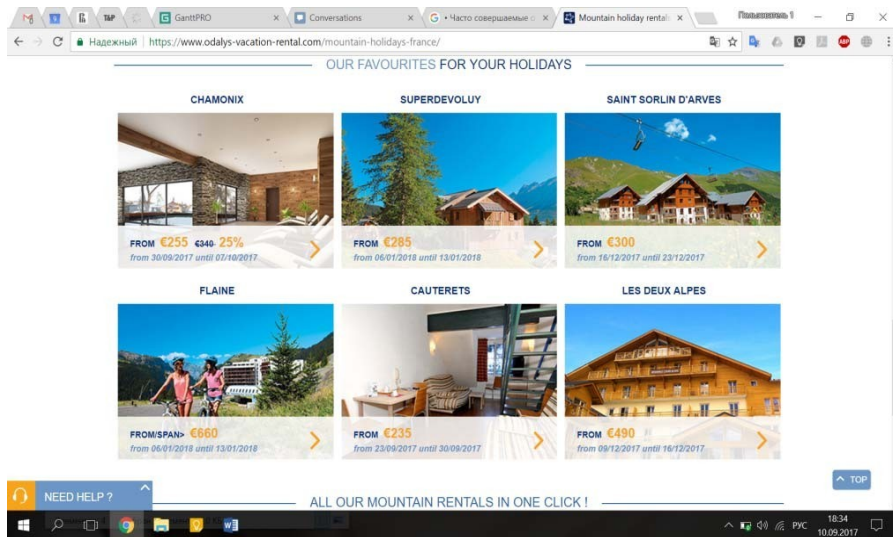 T&P
GanttPRO
Conversations
• Часто совершаемые о
Mountain holiday rentals
Пользователь 1
Надежный
https://www.odalys-vacation-rental.com/mountain-holidays-france/
ABP
OUR FAVOURITES FOR YOUR HOLIDAYS
CHAMONIX
FROM €255 €340 25%
from 30/09/2017 until 07/10/2017
SUPERDEVOLUY
FROM €285
from 06/01/2018 until 13/01/2018
SAINT SORLIN D'ARVES
FROM €300
from 16/12/2017 until 23/12/2017
FLAINE
FROM/SPAN> €660
from 06/01/2018 until 13/01/2018
CAUTERETS
FROM €235
from 23/09/2017 until 30/09/2017
LES DEUX ALPES
FROM €490
from 09/12/2017 until 16/12/2017
TOP
NEED HELP ?
ALL OUR MOUNTAIN RENTALS IN ONE CLICK !
РУС
18:34
10.09.2017